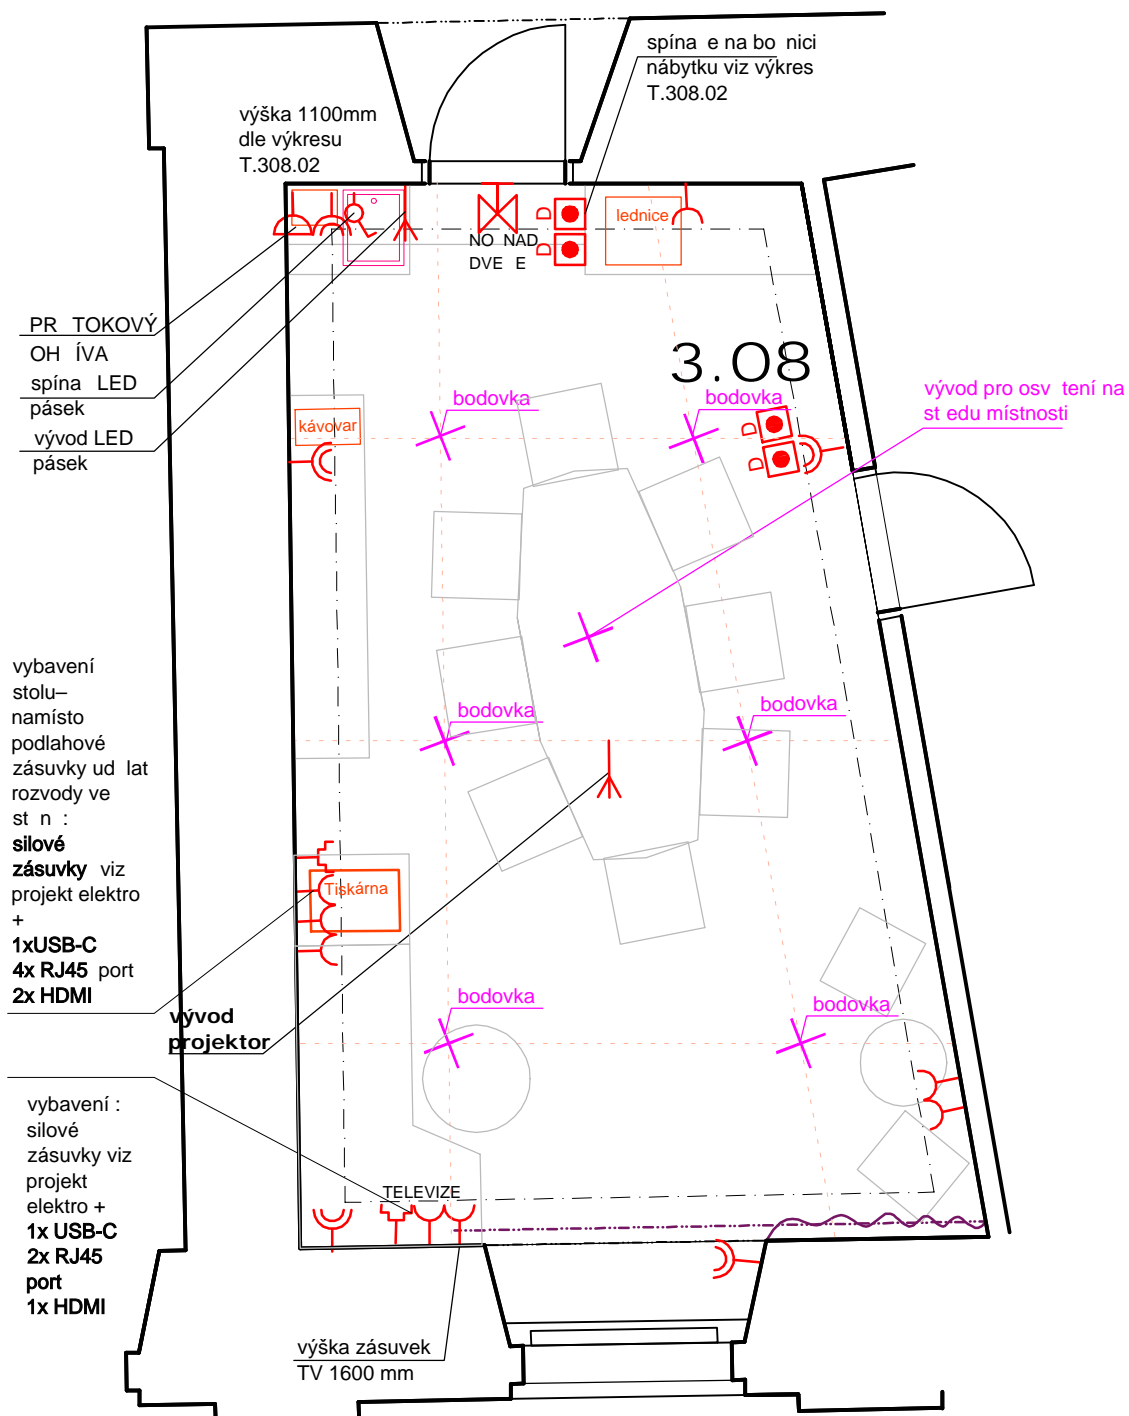 spína e na bo nici
nábytku viz výkres
T.308.02
výška 1100mm
dle výkresu
T.308.02
lednice
D
D
NO NAD
DVE E
PR TOKOVÝ
OH ÍVA
spína LED
pásek
vývod LED
pásek
3.08
vývod pro osv tení na
st edu místnosti
bodovka
bodovka
kávovar
D
D
vybavení
stolu–
namísto
podlahové
zásuvky ud lat
rozvody ve
st n :
silové
zásuvky viz
projekt elektro
+
1xUSB-C
4x RJ45 port
2x HDMI
bodovka
bodovka
Tiskárna
bodovka
bodovka
vývod
projektor
vybavení :
silové
zásuvky viz
projekt
elektro +
1x USB-C
2x RJ45
port
1x HDMI
TELEVIZE
výška zásuvek
TV 1600 mm